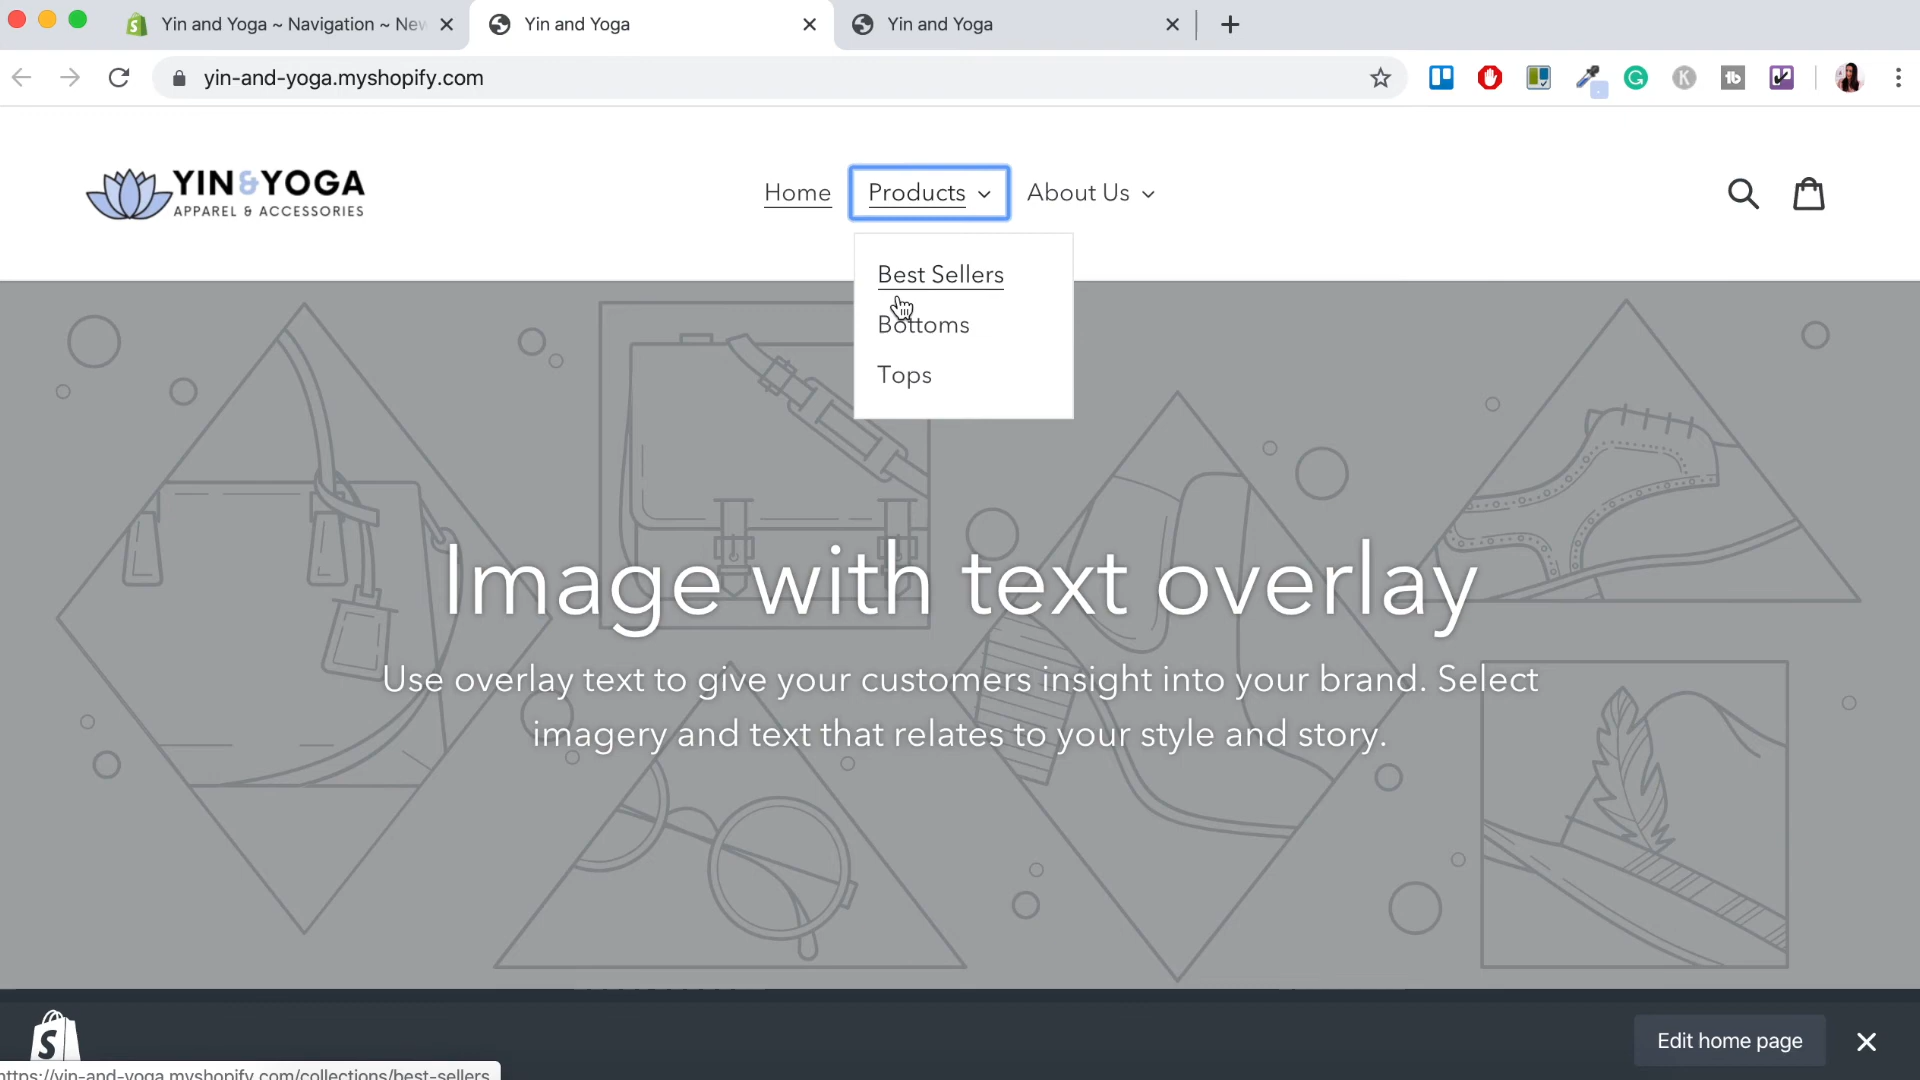 Yin and Yoga ~ Navigation ~ New
Yin and Yoga
Yin and Yoga
yin-and-yoga.myshopify.com
YIN&YOGA
APPAREL & ACCESSORIES
Home
Products
About Us
Best Sellers
Bottoms
Tops
Image with text overlay
Use overlay text to give your customers insight into your brand. Select
imagery and text that relates to your style and story.
Edit home page
https://yin-and-yoga.myshopify.com/collections/best-sellers